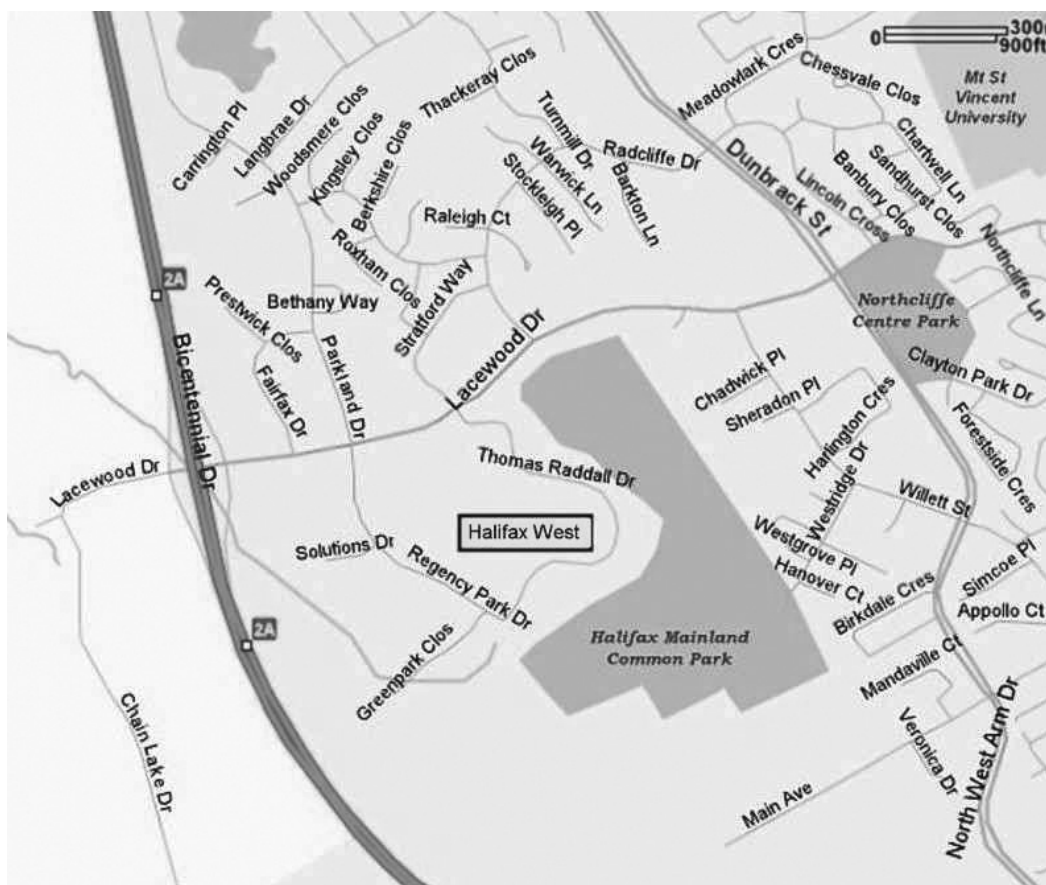 300
0
900ft
Meadowlark Cres
Chessvale Clos
Mt St
Vincent
University
Thackeray Clos
Carrington Pl
Langbrae Dr
Woodsmere Clos
Kingsley Clos
Berkshire Clos
Turnmill Dr
Radcliffe Dr
Warwick Ln
Stockleigh Pl
Barkton Ln
Dunbrack St
Chartwell Ln
Sandhurst Clos
Banbury Clos
Lincoln Cross
Northcliffe Ln
Raleigh Ct
Roxham Clos
Stratford Way
2A
Prestwick Clos
Bethany Way
Northcliffe
Centre Park
Bicentennial Dr
Fairfax Dr
Parkland Dr
Lacewood Dr
Chadwick Pl
Sheradon Pl
Clayton Park Dr
Harlington Cres
Forestside Cres
Lacewood Dr
Thomas Raddall Dr
Westridge Dr
Willett St
Halifax West
Solutions Dr
Regency Park Dr
Westgrove Pl
Hanover Ct
Simcoe Pl
Birkdale Cres
Appollo Ct
2A
Halifax Mainland
Common Park
Greenpark Clos
Mandaville Ct
Chain Lake Dr
Veronica Dr
North West Arm Dr
Main Ave